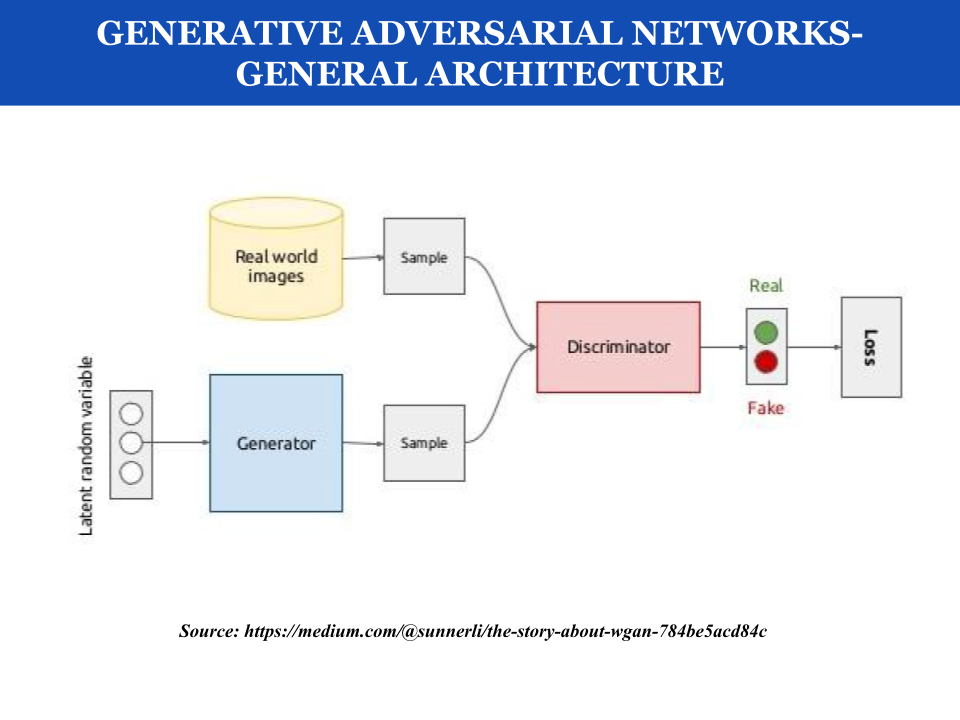 GENERATIVE ADVERSARIAL NETWORKS-
GENERAL ARCHITECTURE
Real world
images
Sample
Latent random variable
Generator
Sample
Discriminator
Real
Fake
Loss
Source: https://medium.com/@sunnerli/the-story-about-wgan-784be5acd84c